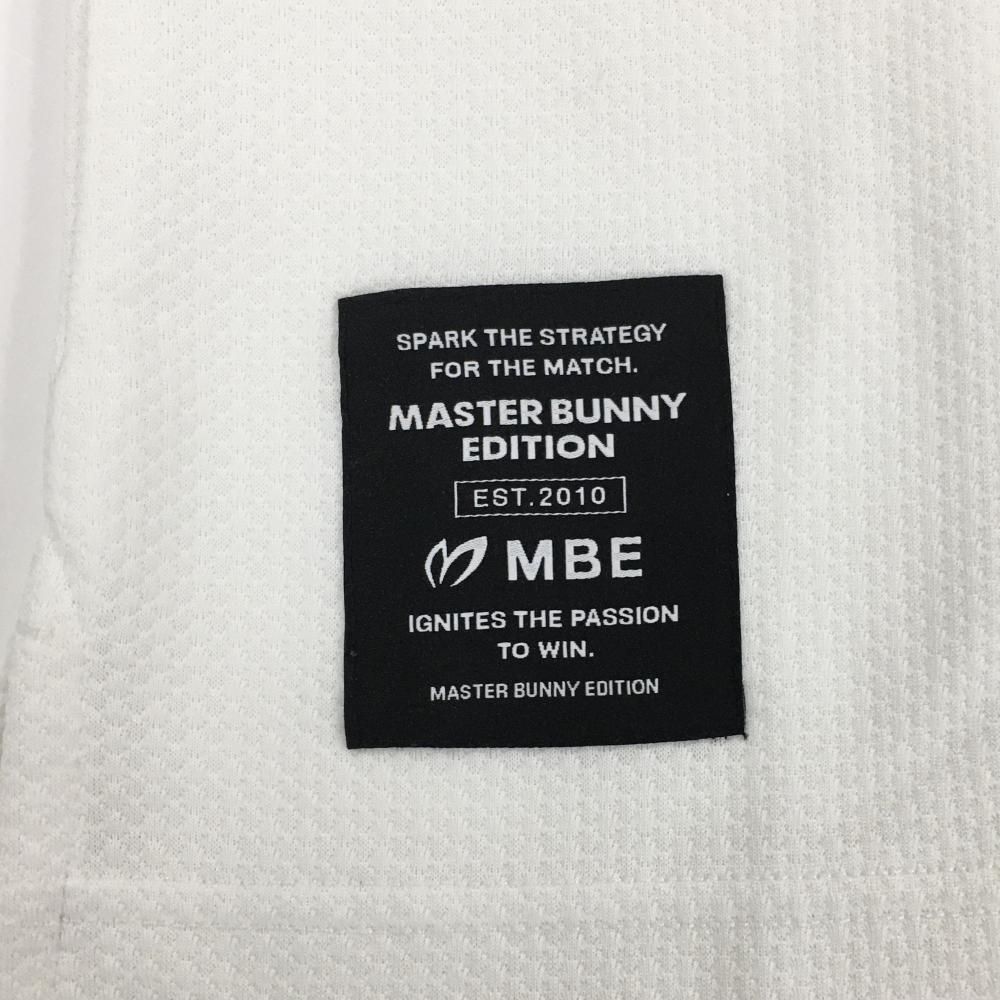 SPARK THE STRATEGY
FOR THE MATCH.
MASTER BUNNY
EDITION
EST.2010
MBE
IGNITES THE PASSION
TO WIN.
MASTER BUNNY EDITION